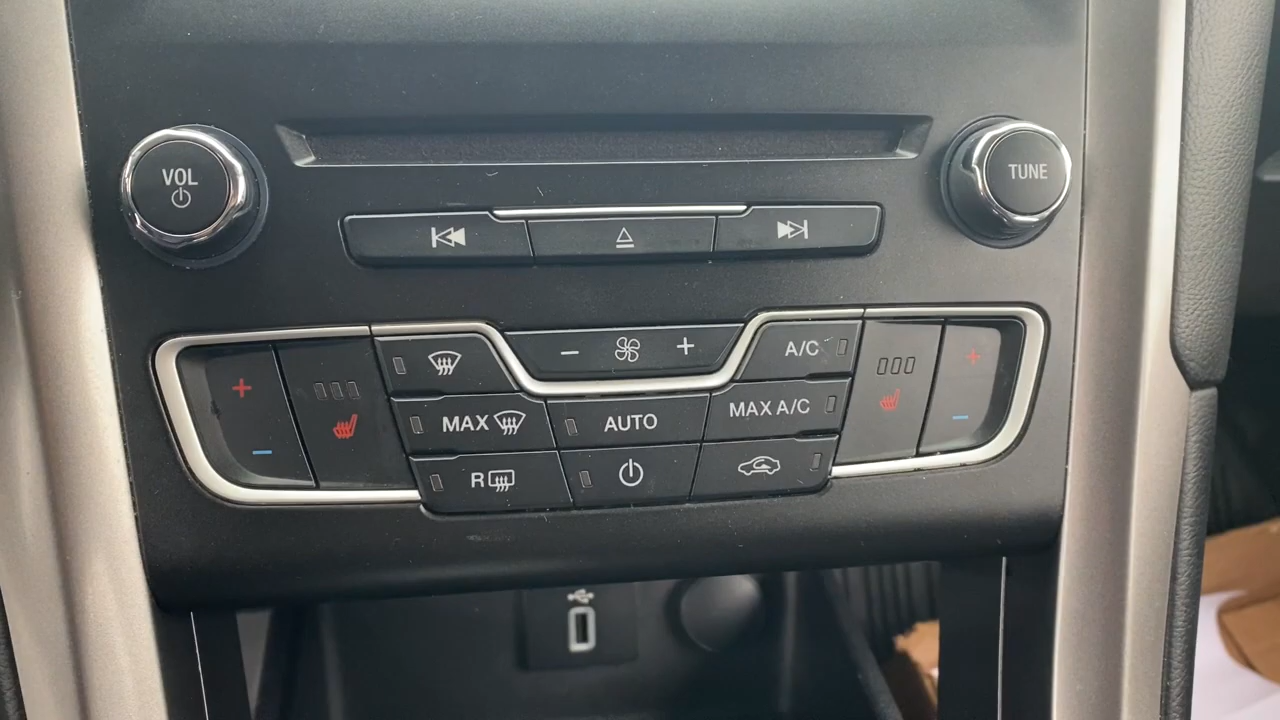 VOL
TUNE
− +
A/C
+ +
MAX
AUTO
MAX A/C
− −
R